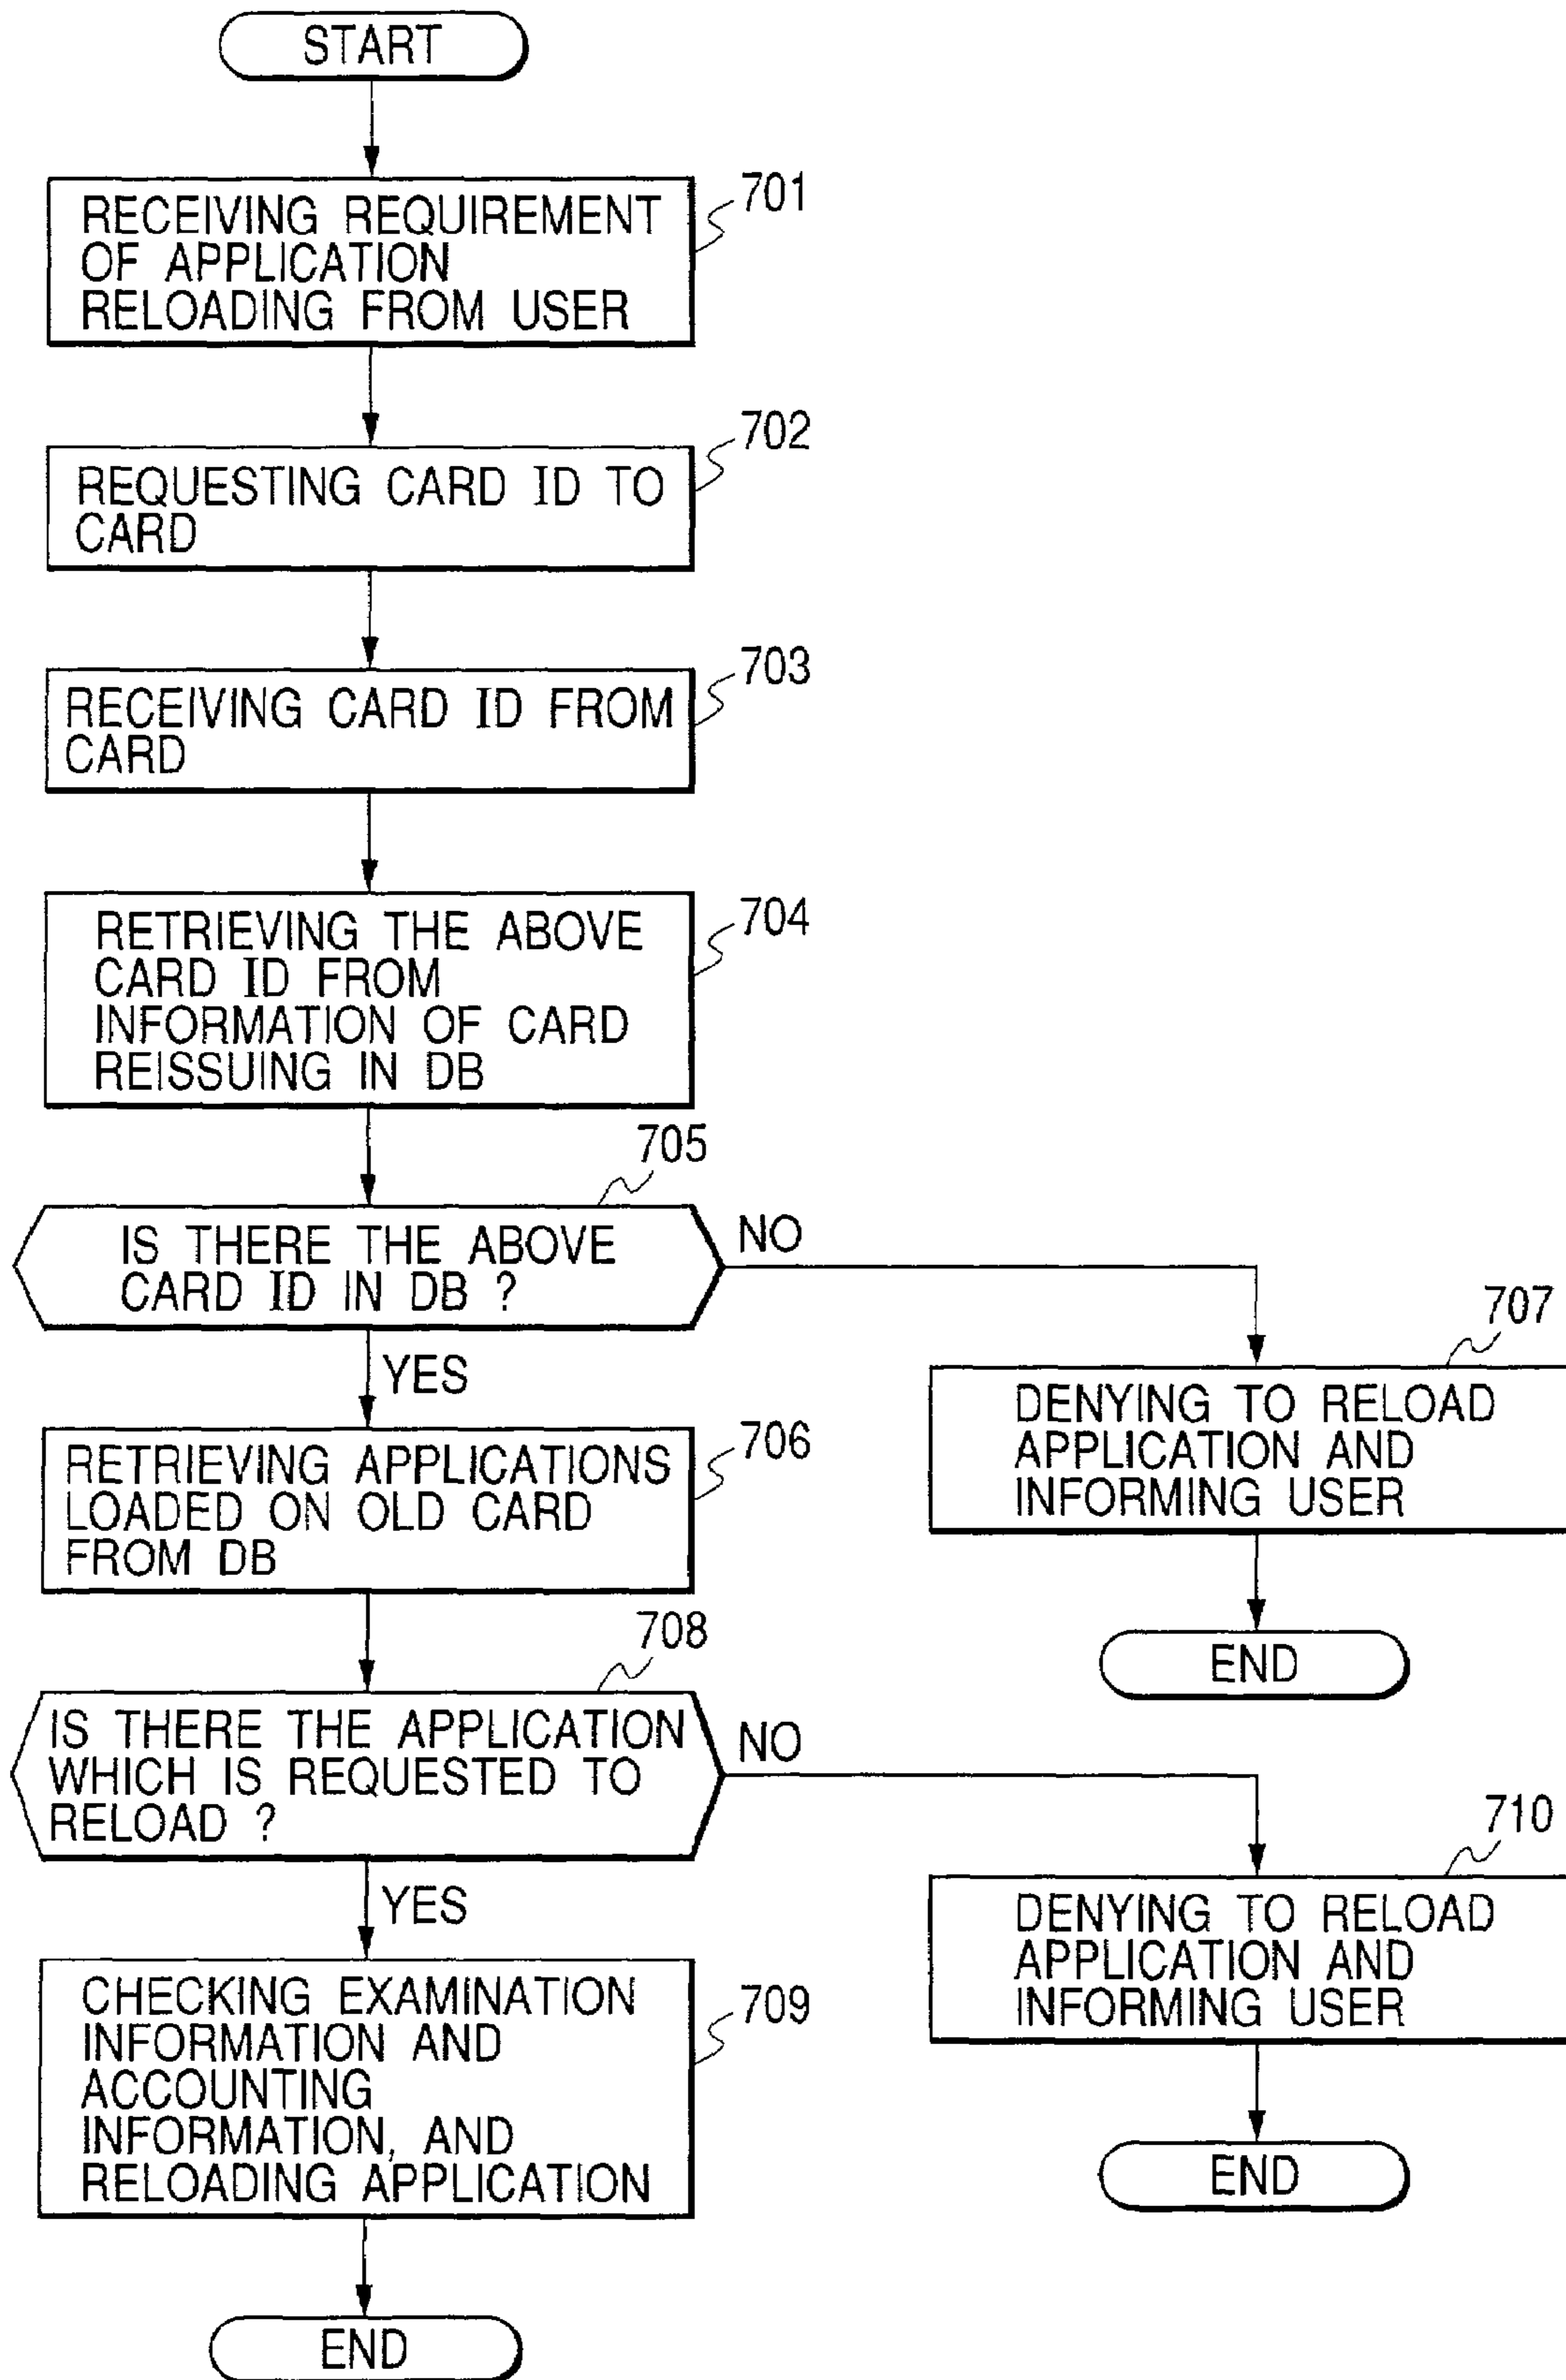 START
RECEIVING REQUIREMENT
OF APPLICATION
RELOADING FROM USER
701
REQUESTING CARD ID TO
CARD
702
RECEIVING CARD ID FROM
CARD
703
RETRIEVING THE ABOVE
CARD ID FROM
INFORMATION OF CARD
REISSUING IN DB
704
705
IS THERE THE ABOVE
CARD ID IN DB ?
NO
YES
707
DENYING TO RELOAD
APPLICATION AND
INFORMING USER
END
RETRIEVING APPLICATIONS
LOADED ON OLD CARD
FROM DB
706
708
IS THERE THE APPLICATION
WHICH IS REQUESTED TO
RELOAD ?
NO
YES
710
DENYING TO RELOAD
APPLICATION AND
INFORMING USER
END
CHECKING EXAMINATION
INFORMATION AND
ACCOUNTING
INFORMATION, AND
RELOADING APPLICATION
709
END